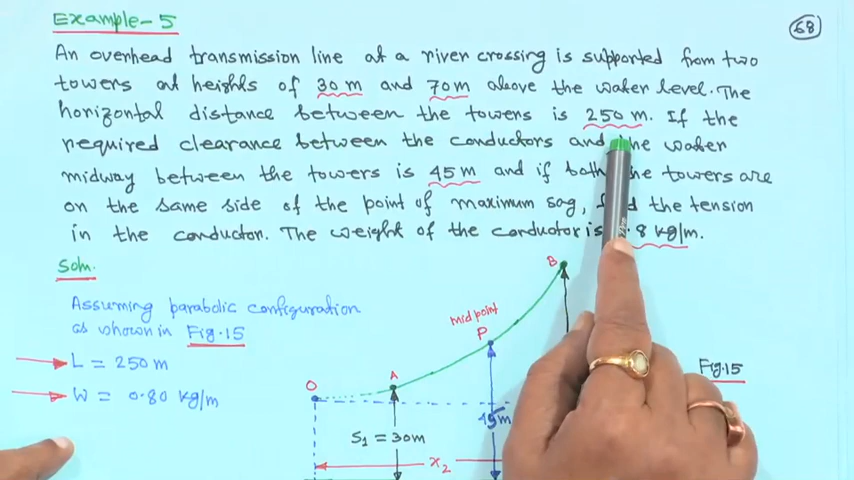 Example-5
68
An overhead transmission line at a river crossing is supported from two
towers at heights of 30 m and 70 m above the water level. The
horizontal distance between the towers is 250 m. If the
required clearance between the conductors and the water
midway between the towers is 45 m and if both the towers are
on the same side of the point of maximum sag, the tension
in the conductor. The weight of the conductor is .8 kg/m.
Soln.
Assuming parabolic configuration
as shown in Fig.15
L = 250 m
W = 0.80 kg/m
B
mid point
P
A
O
Fig.15
45m
S1 = 30m
x2